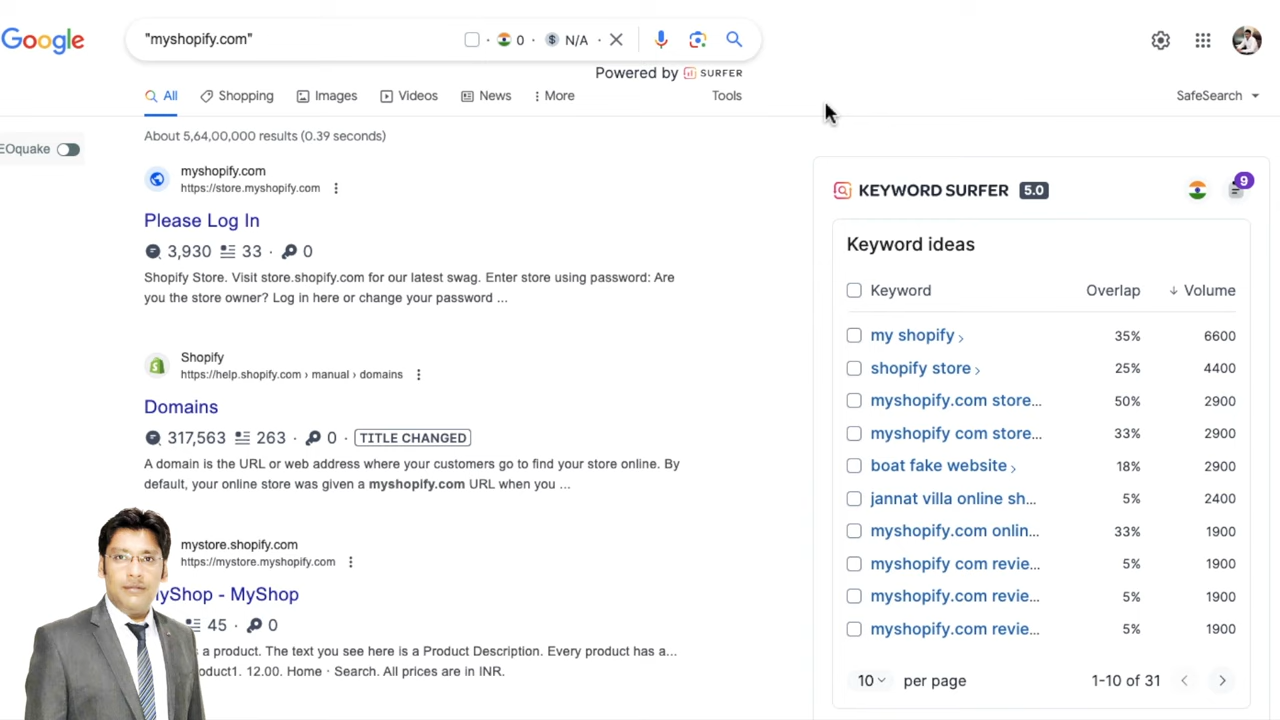 Google
"myshopify.com"
0 · $ N/A ·
Powered by SURFER
All Shopping Images Videos News More Tools SafeSearch
About 5,64,00,000 results (0.39 seconds)
EOquake
myshopify.com
https://store.myshopify.com
Please Log In
3,930 33 · 0
Shopify Store. Visit store.shopify.com for our latest swag. Enter store using password: Are
you the store owner? Log in here or change your password ...
Shopify
https://help.shopify.com › manual › domains
Domains
317,563 263 · 0 · TITLE CHANGED
A domain is the URL or web address where your customers go to find your store online. By
default, your online store was given a myshopify.com URL when you ...
mystore.shopify.com
https://mystore.myshopify.com
yShop - MyShop
45 · 0
a product. The text you see here is a Product Description. Every product has a...
oduct1. 12.00. Home · Search. All prices are in INR.
KEYWORD SURFER 5.0 9
Keyword ideas
Keyword Overlap ↓ Volume
my shopify › 35% 6600
shopify store › 25% 4400
myshopify.com store... 50% 2900
myshopify com store... 33% 2900
boat fake website › 18% 2900
jannat villa online sh... 5% 2400
myshopify.com onlin... 33% 1900
myshopify com revie... 5% 1900
myshopify.com revie... 5% 1900
myshopify.com revie... 5% 1900
10 per page 1-10 of 31